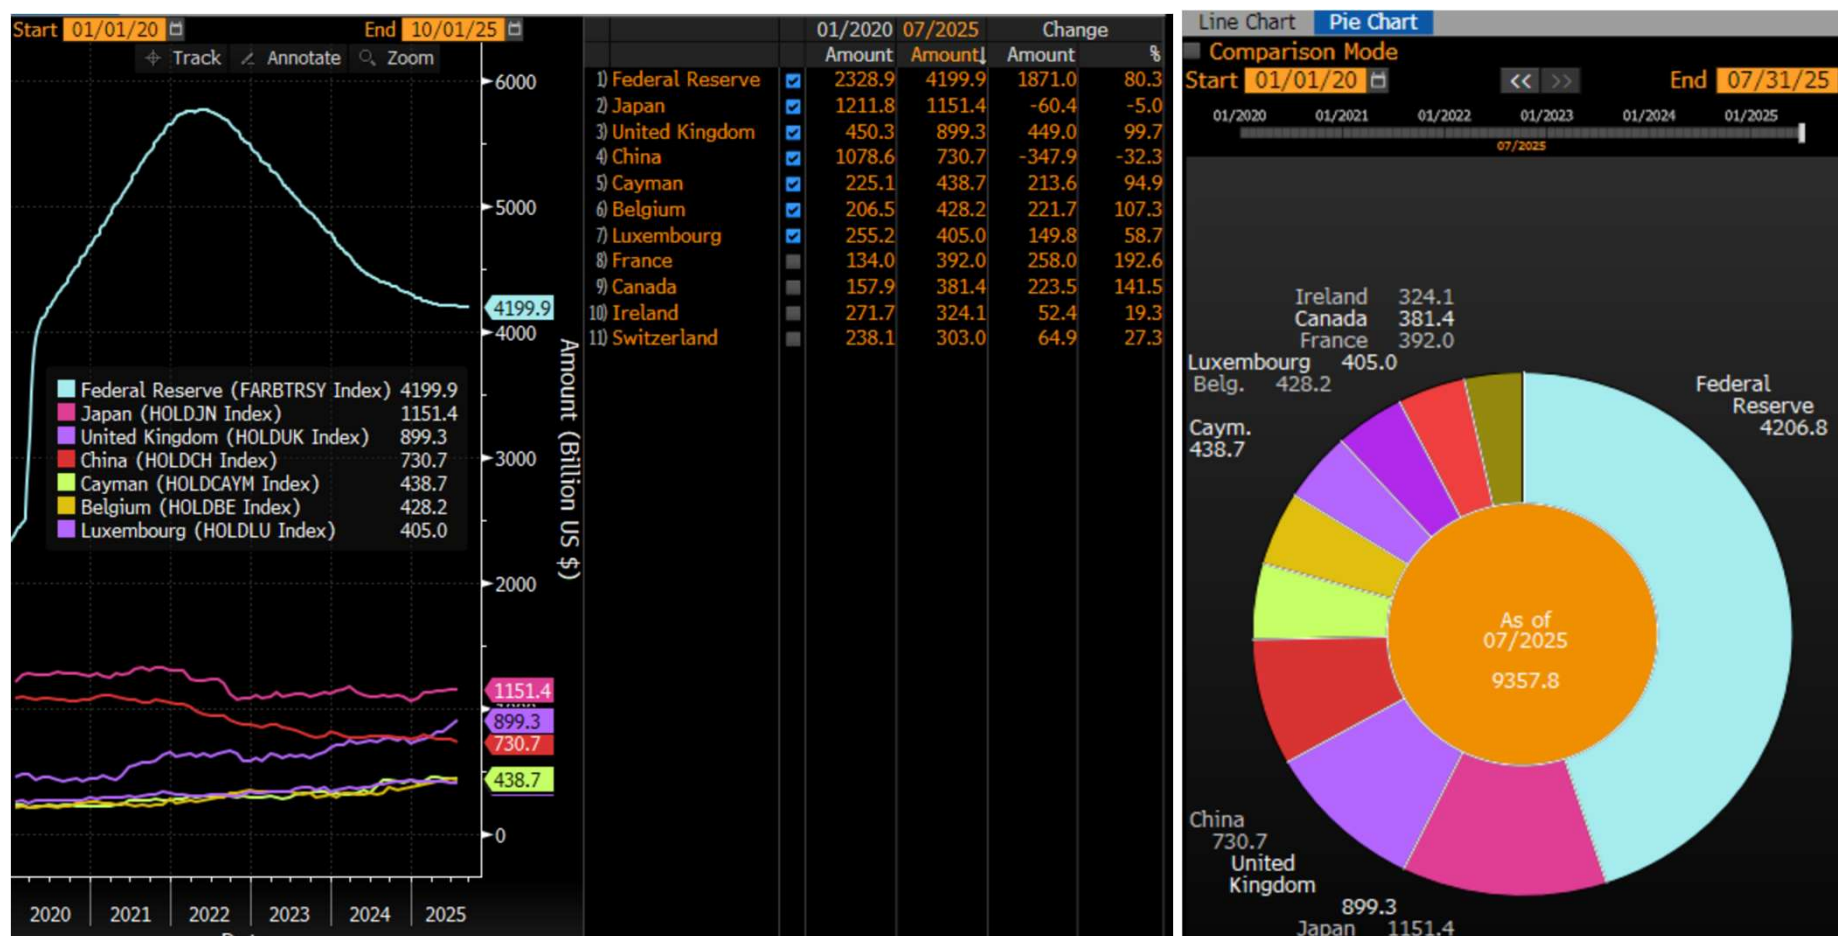 Start 01/01/20 End 10/01/25
Track Annotate Zoom
6000
5000
4199.9
4000
3000
2000
1151.4
899.3
730.7
438.7
0
Amount (Billion US $)
Federal Reserve (FARBTRSY Index) 4199.9
Japan (HOLDJN Index) 1151.4
United Kingdom (HOLDUK Index) 899.3
China (HOLDCH Index) 730.7
Cayman (HOLDCAYM Index) 438.7
Belgium (HOLDBE Index) 428.2
Luxembourg (HOLDLU Index) 405.0
2020 2021 2022 2023 2024 2025
01/2020 07/2025 Change
Amount Amount↓ Amount %
1) Federal Reserve 2328.9 4199.9 1871.0 80.3
2) Japan 1211.8 1151.4 -60.4 -5.0
3) United Kingdom 450.3 899.3 449.0 99.7
4) China 1078.6 730.7 -347.9 -32.3
5) Cayman 225.1 438.7 213.6 94.9
6) Belgium 206.5 428.2 221.7 107.3
7) Luxembourg 255.2 405.0 149.8 58.7
8) France 134.0 392.0 258.0 192.6
9) Canada 157.9 381.4 223.5 141.5
10) Ireland 271.7 324.1 52.4 19.3
11) Switzerland 238.1 303.0 64.9 27.3
Line Chart Pie Chart
Comparison Mode
Start 01/01/20 << >> End 07/31/25
01/2020 01/2021 01/2022 01/2023 01/2024 01/2025
07/2025
Ireland 324.1
Canada 381.4
France 392.0
Luxembourg 405.0
Belg. 428.2
Caym.
438.7
Federal
Reserve
4206.8
As of
07/2025
9357.8
China
730.7
United
Kingdom
899.3
Japan 1151.4